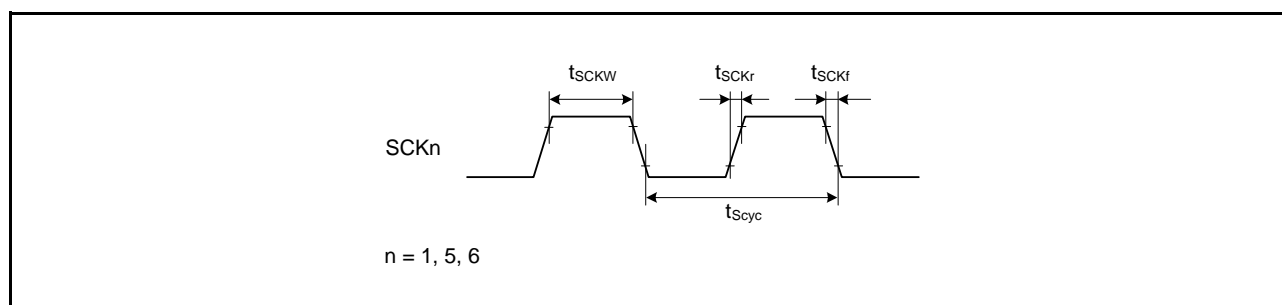 tSCKW tSCKr tSCKf
SCKn
tScyc
n = 1, 5, 6